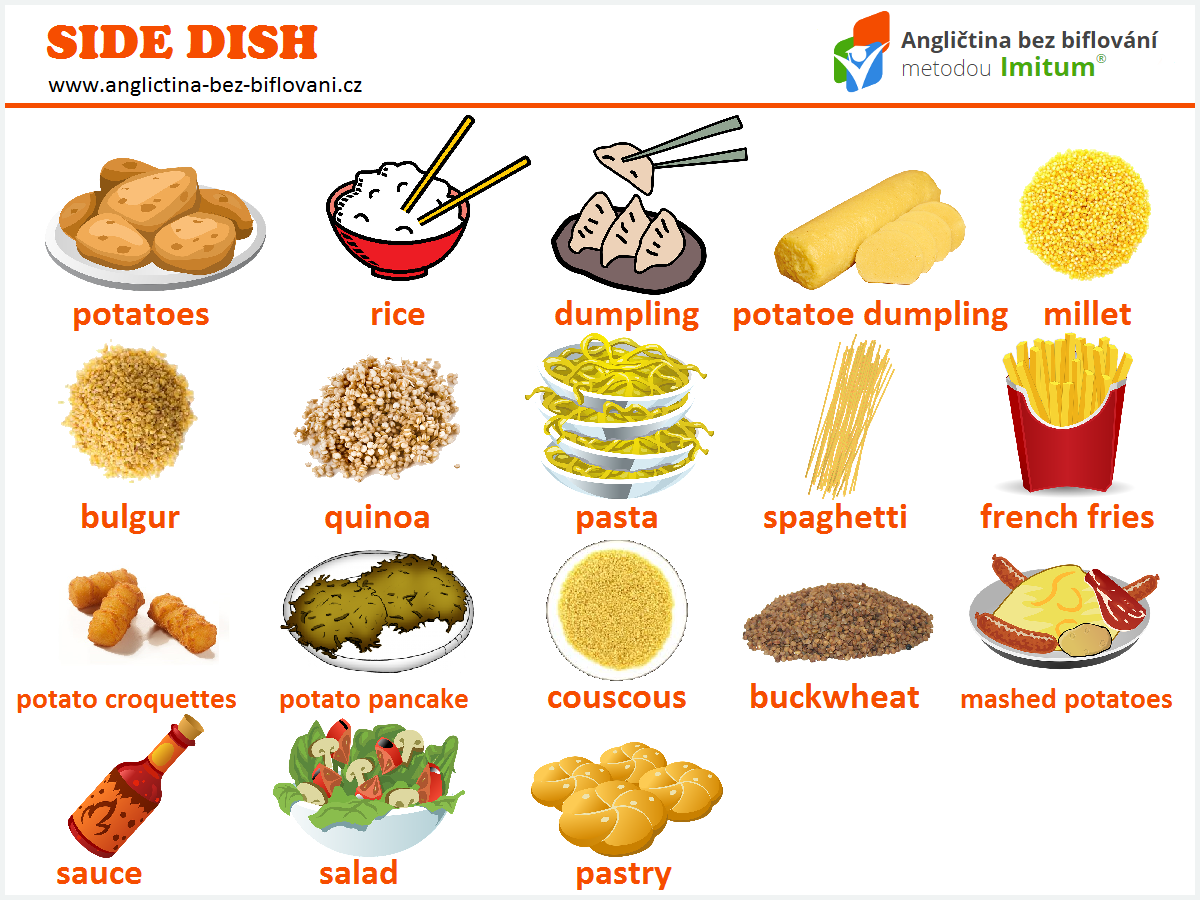 SIDE DISH
www.anglictina-bez-biflovani.cz
Angličtina bez biflování
metodou Imitum®
potatoes
rice
dumpling
potatoe dumpling
millet
bulgur
quinoa
pasta
spaghetti
french fries
potato croquettes
potato pancake
couscous
buckwheat
mashed potatoes
sauce
salad
pastry